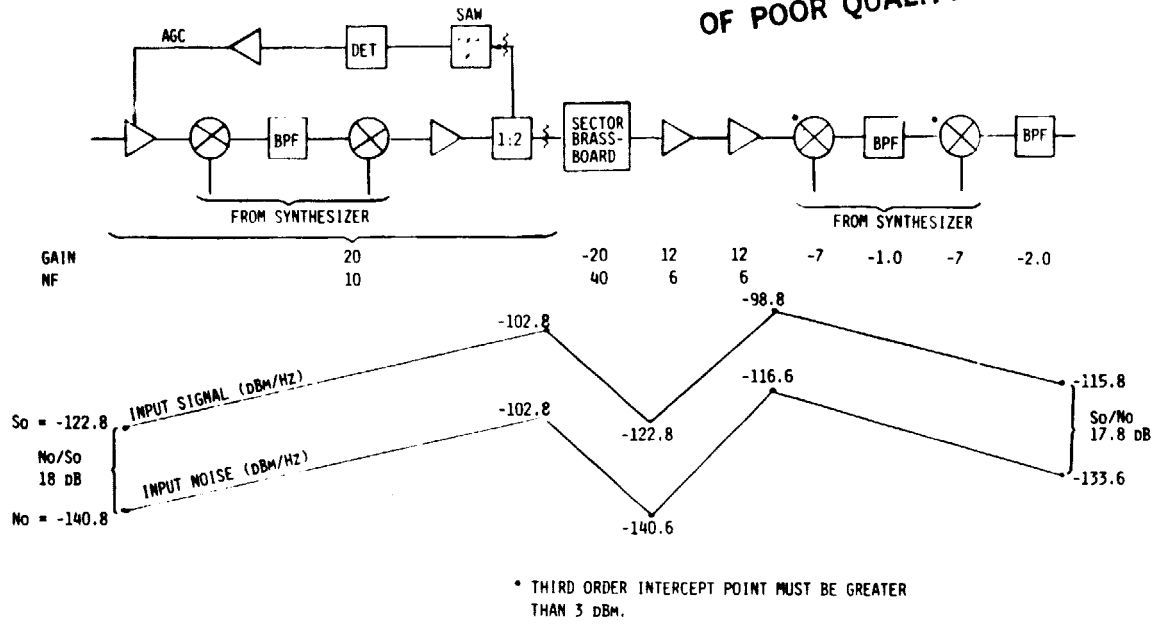 OF POOR QUALI
SAW
AGC
DET
BPF
1:2
SECTOR
BRASS-
BOARD
BPF
BPF
FROM SYNTHESIZER
FROM SYNTHESIZER
GAIN 20 -20 12 12 -7 -1.0 -7 -2.0
NF 10 40 6 6
-98.8
-102.8
-116.6
-115.8
INPUT SIGNAL (DBM/HZ)
-102.8
So = -122.8
-122.8
So/No
17.8 DB
No/So
18 DB
INPUT NOISE (DBM/HZ)
-133.6
No = -140.8
-140.6
• THIRD ORDER INTERCEPT POINT MUST BE GREATER
THAN 3 DBM.